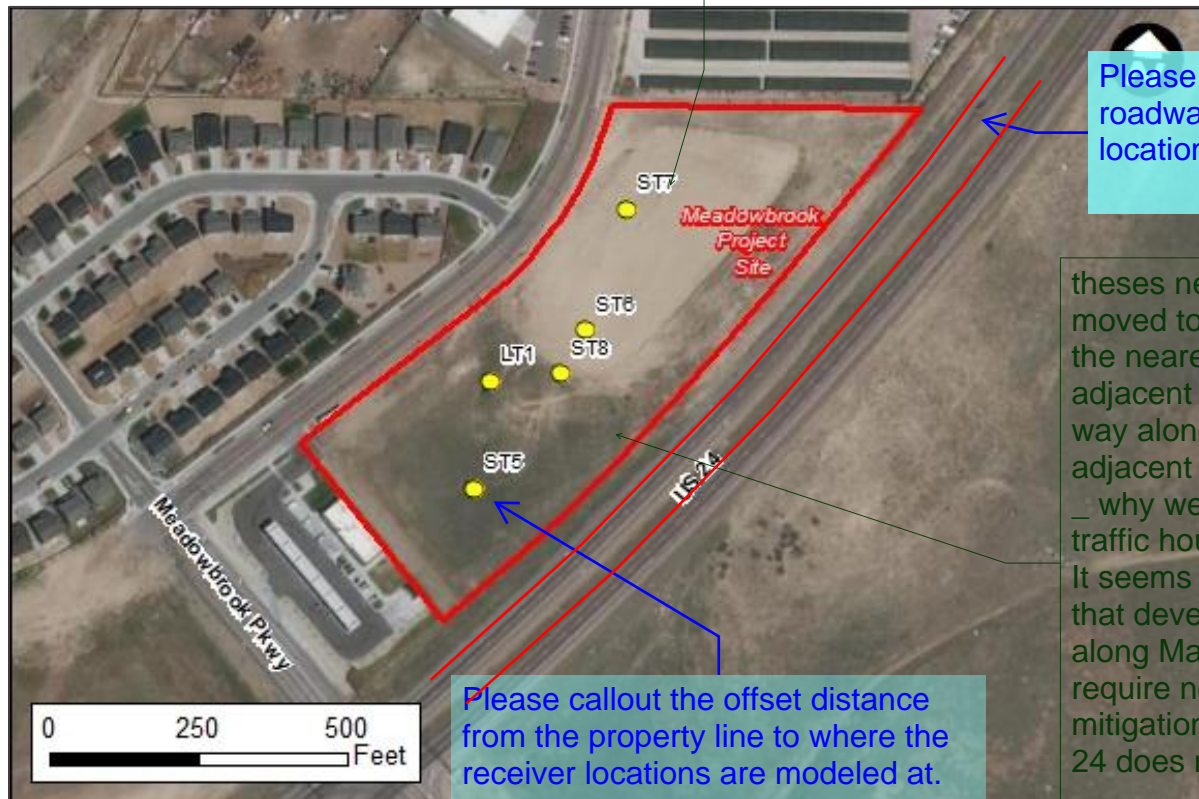 Please
roadwa
location
ST7
Meadowbrook
Project
Site
theses ne
moved to
the neare
adjacent
way along
adjacent
_ why we
traffic hou
It seems
that deve
along Ma
require n
mitigation
24 does r
ST6
ST8
LT1
ST5
US 24
Meadowbrook Pkwy
Please callout the offset distance
from the property line to where the
receiver locations are modeled at.
0 250 500
Feet